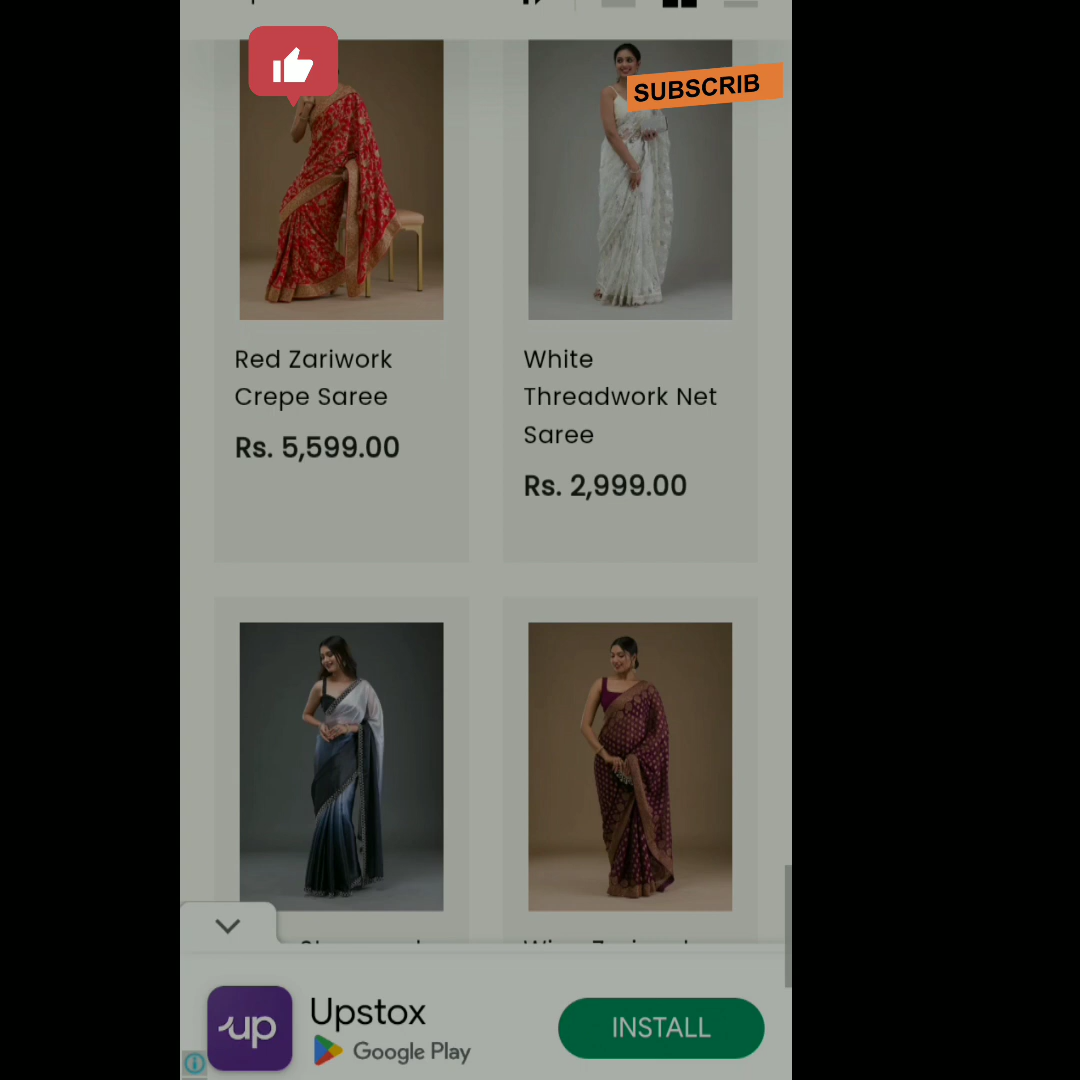 SUBSCRIB
Red Zariwork
Crepe Saree
Rs. 5,599.00
White
Threadwork Net
Saree
Rs. 2,999.00
up
Upstox
Google Play
INSTALL